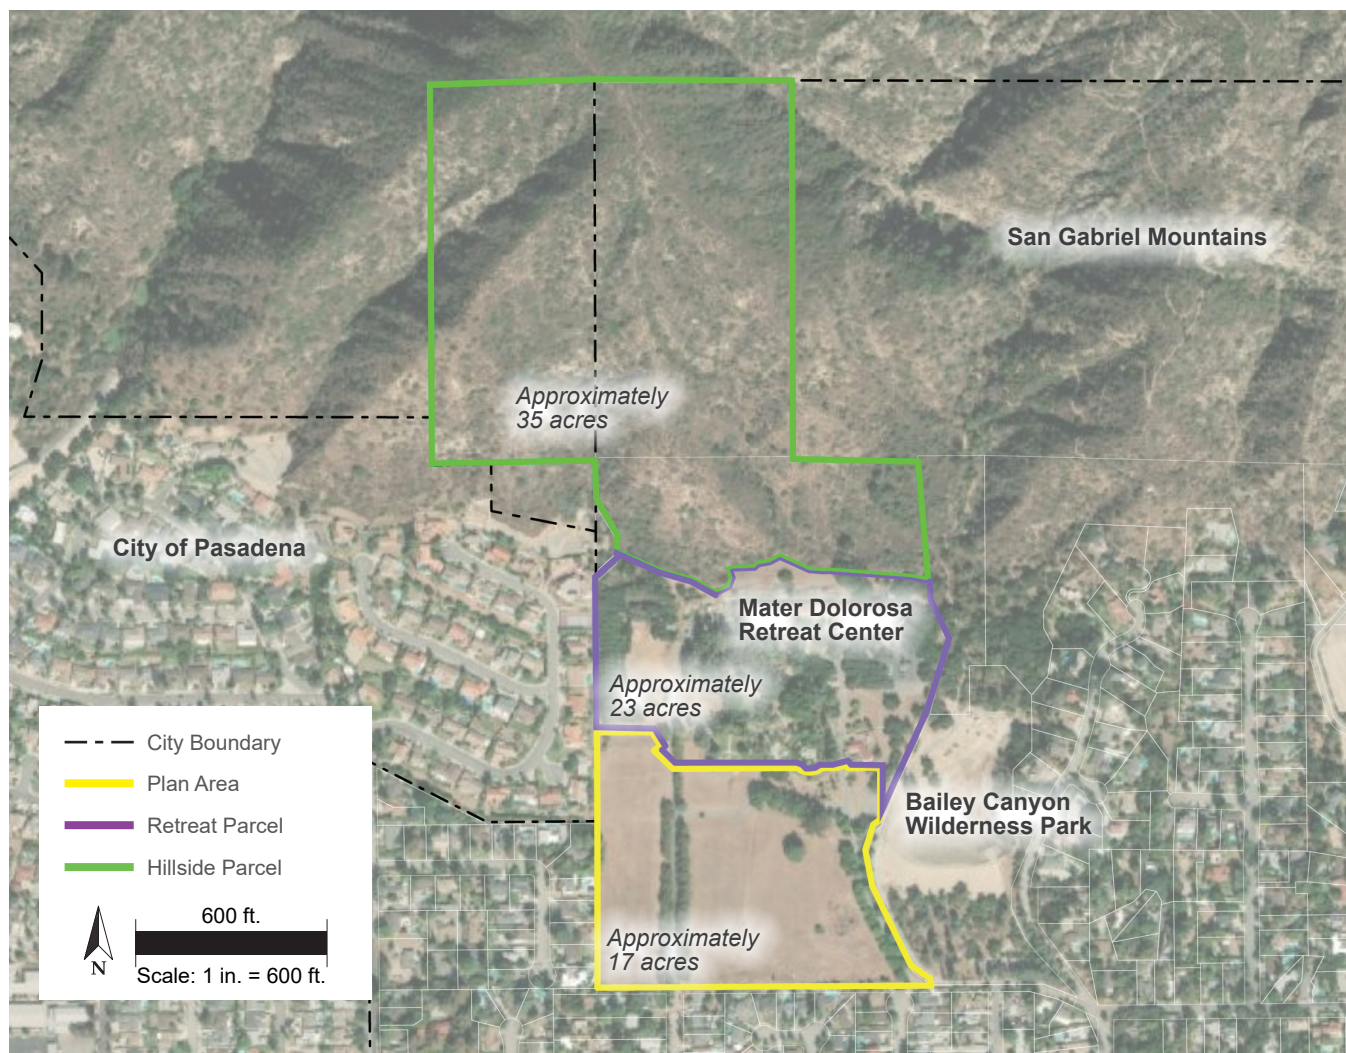 San Gabriel Mountains
Approximately
35 acres
City of Pasadena
Mater Dolorosa
Retreat Center
Approximately
23 acres
Bailey Canyon
Wilderness Park
Approximately
17 acres
City Boundary
Plan Area
Retreat Parcel
Hillside Parcel
600 ft.
N
Scale: 1 in. = 600 ft.